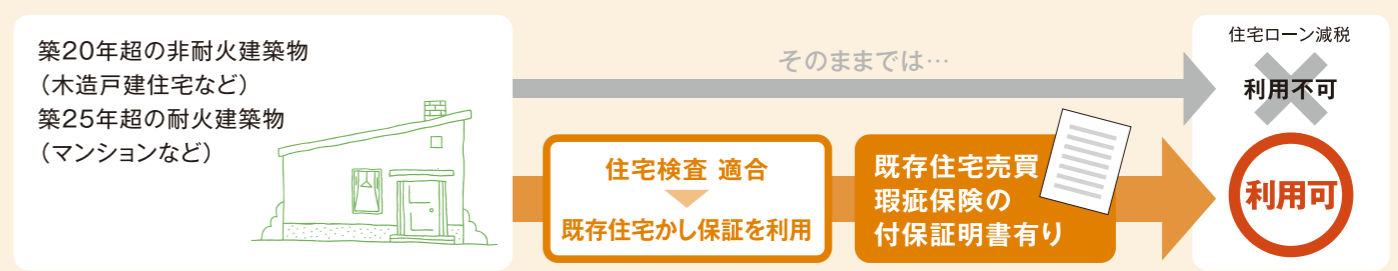 築20年超の非耐火建築物
（木造戸建住宅など）
築25年超の耐火建築物
（マンションなど）
そのままでは…
住宅ローン減税
利用不可
住宅検査 適合
既存住宅かし保証を利用
既存住宅売買
瑕疵保険の
付保証明書有り
利用可